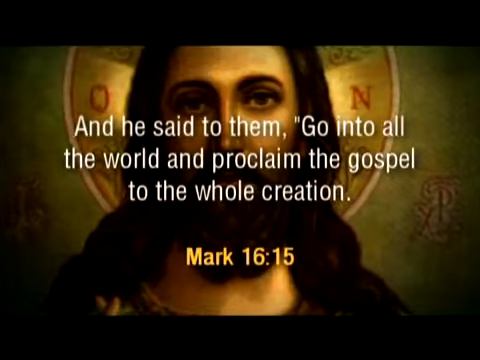 O N
And he said to them, "Go into all
the world and proclaim the gospel
to the whole creation.
Mark 16:15